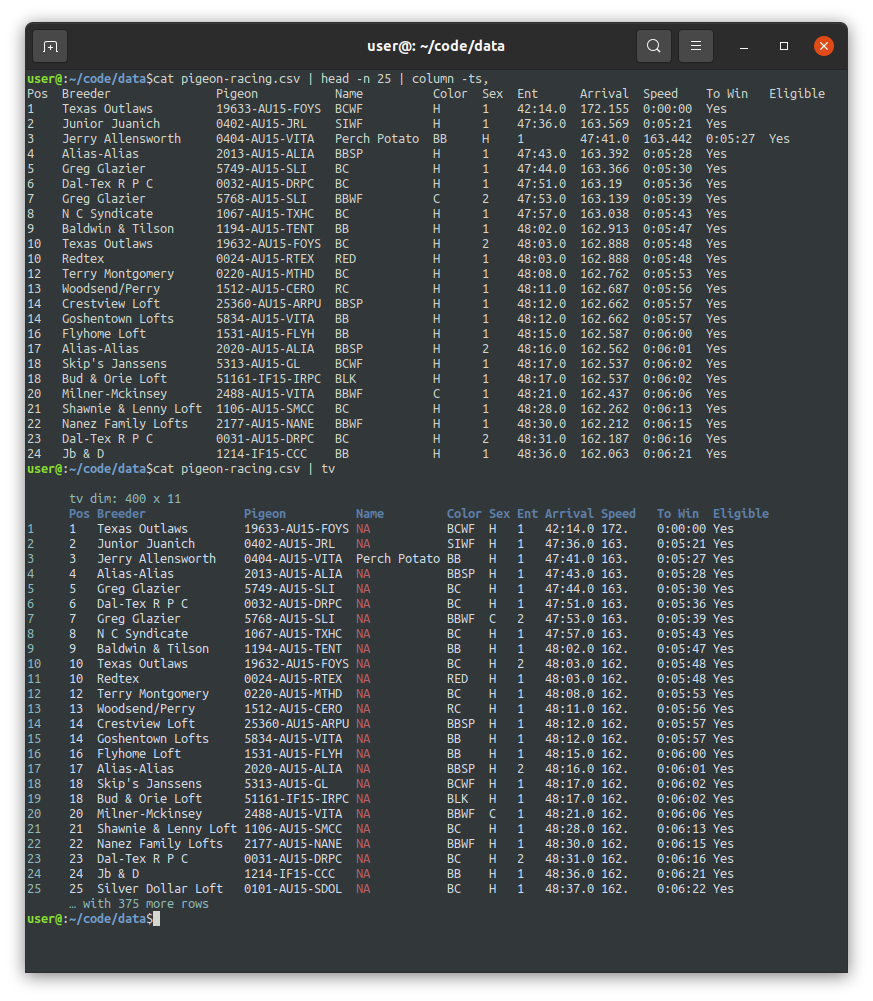 user@: ~/code/data
user@:~/code/data$cat pigeon-racing.csv | head -n 25 | column -ts,
Pos  Breeder               Pigeon           Name          Color  Sex  Ent      Arrival  Speed    To Win   Eligible
1    Texas Outlaws         19633-AU15-FOYS  BCWF          H      1    42:14.0  172.155  0:00:00  Yes
2    Junior Juanich        0402-AU15-JRL    SIWF          H      1    47:36.0  163.569  0:05:21  Yes
3    Jerry Allensworth     0404-AU15-VITA   Perch Potato  BB     H    1        47:41.0  163.442  0:05:27  Yes
4    Alias-Alias           2013-AU15-ALIA   BBSP          H      1    47:43.0  163.392  0:05:28  Yes
5    Greg Glazier          5749-AU15-SLI    BC            H      1    47:44.0  163.366  0:05:30  Yes
6    Dal-Tex R P C         0032-AU15-DRPC   BC            H      1    47:51.0  163.19   0:05:36  Yes
7    Greg Glazier          5768-AU15-SLI    BBWF          C      2    47:53.0  163.139  0:05:39  Yes
8    N C Syndicate         1067-AU15-TXHC   BC            H      1    47:57.0  163.038  0:05:43  Yes
9    Baldwin & Tilson      1194-AU15-TENT   BB            H      1    48:02.0  162.913  0:05:47  Yes
10   Texas Outlaws         19632-AU15-FOYS  BC            H      2    48:03.0  162.888  0:05:48  Yes
10   Redtex                0024-AU15-RTEX   RED           H      1    48:03.0  162.888  0:05:48  Yes
12   Terry Montgomery      0220-AU15-MTHD   BC            H      1    48:08.0  162.762  0:05:53  Yes
13   Woodsend/Perry        1512-AU15-CERO   RC            H      1    48:11.0  162.687  0:05:56  Yes
14   Crestview Loft        25360-AU15-ARPU  BBSP          H      1    48:12.0  162.662  0:05:57  Yes
14   Goshentown Lofts      5834-AU15-VITA   BB            H      1    48:12.0  162.662  0:05:57  Yes
16   Flyhome Loft          1531-AU15-FLYH   BB            H      1    48:15.0  162.587  0:06:00  Yes
17   Alias-Alias           2020-AU15-ALIA   BBSP          H      2    48:16.0  162.562  0:06:01  Yes
18   Skip's Janssens       5313-AU15-GL     BCWF          H      1    48:17.0  162.537  0:06:02  Yes
18   Bud & Orie Loft       51161-IF15-IRPC  BLK           H      1    48:17.0  162.537  0:06:02  Yes
20   Milner-Mckinsey       2488-AU15-VITA   BBWF          C      1    48:21.0  162.437  0:06:06  Yes
21   Shawnie & Lenny Loft  1106-AU15-SMCC   BC            H      1    48:28.0  162.262  0:06:13  Yes
22   Nanez Family Lofts    2177-AU15-NANE   BBWF          H      1    48:30.0  162.212  0:06:15  Yes
23   Dal-Tex R P C         0031-AU15-DRPC   BC            H      2    48:31.0  162.187  0:06:16  Yes
24   Jb & D                1214-IF15-CCC    BB            H      1    48:36.0  162.063  0:06:21  Yes
user@:~/code/data$cat pigeon-racing.csv | tv
tv dim: 400 x 11
Pos Breeder              Pigeon          Name         Color Sex Ent Arrival Speed   To Win  Eligible
1     1   Texas Outlaws        19633-AU15-FOYS NA           BCWF  H   1   42:14.0 172.    0:00:00 Yes
2     2   Junior Juanich       0402-AU15-JRL   NA           SIWF  H   1   47:36.0 163.    0:05:21 Yes
3     3   Jerry Allensworth    0404-AU15-VITA  Perch Potato BB    H   1   47:41.0 163.    0:05:27 Yes
4     4   Alias-Alias          2013-AU15-ALIA  NA           BBSP  H   1   47:43.0 163.    0:05:28 Yes
5     5   Greg Glazier         5749-AU15-SLI   NA           BC    H   1   47:44.0 163.    0:05:30 Yes
6     6   Dal-Tex R P C        0032-AU15-DRPC  NA           BC    H   1   47:51.0 163.    0:05:36 Yes
7     7   Greg Glazier         5768-AU15-SLI   NA           BBWF  C   2   47:53.0 163.    0:05:39 Yes
8     8   N C Syndicate        1067-AU15-TXHC  NA           BC    H   1   47:57.0 163.    0:05:43 Yes
9     9   Baldwin & Tilson     1194-AU15-TENT  NA           BB    H   1   48:02.0 162.    0:05:47 Yes
10    10  Texas Outlaws        19632-AU15-FOYS NA           BC    H   2   48:03.0 162.    0:05:48 Yes
11    10  Redtex               0024-AU15-RTEX  NA           RED   H   1   48:03.0 162.    0:05:48 Yes
12    12  Terry Montgomery     0220-AU15-MTHD  NA           BC    H   1   48:08.0 162.    0:05:53 Yes
13    13  Woodsend/Perry       1512-AU15-CERO  NA           RC    H   1   48:11.0 162.    0:05:56 Yes
14    14  Crestview Loft       25360-AU15-ARPU NA           BBSP  H   1   48:12.0 162.    0:05:57 Yes
15    14  Goshentown Lofts     5834-AU15-VITA  NA           BB    H   1   48:12.0 162.    0:05:57 Yes
16    16  Flyhome Loft         1531-AU15-FLYH  NA           BB    H   1   48:15.0 162.    0:06:00 Yes
17    17  Alias-Alias          2020-AU15-ALIA  NA           BBSP  H   2   48:16.0 162.    0:06:01 Yes
18    18  Skip's Janssens      5313-AU15-GL    NA           BCWF  H   1   48:17.0 162.    0:06:02 Yes
19    18  Bud & Orie Loft      51161-IF15-IRPC NA           BLK   H   1   48:17.0 162.    0:06:02 Yes
20    20  Milner-Mckinsey      2488-AU15-VITA  NA           BBWF  C   1   48:21.0 162.    0:06:06 Yes
21    21  Shawnie & Lenny Loft 1106-AU15-SMCC  NA           BC    H   1   48:28.0 162.    0:06:13 Yes
22    22  Nanez Family Lofts   2177-AU15-NANE  NA           BBWF  H   1   48:30.0 162.    0:06:15 Yes
23    23  Dal-Tex R P C        0031-AU15-DRPC  NA           BC    H   2   48:31.0 162.    0:06:16 Yes
24    24  Jb & D               1214-IF15-CCC   NA           BB    H   1   48:36.0 162.    0:06:21 Yes
25    25  Silver Dollar Loft   0101-AU15-SDOL  NA           BC    H   1   48:37.0 162.    0:06:22 Yes
… with 375 more rows
user@:~/code/data$